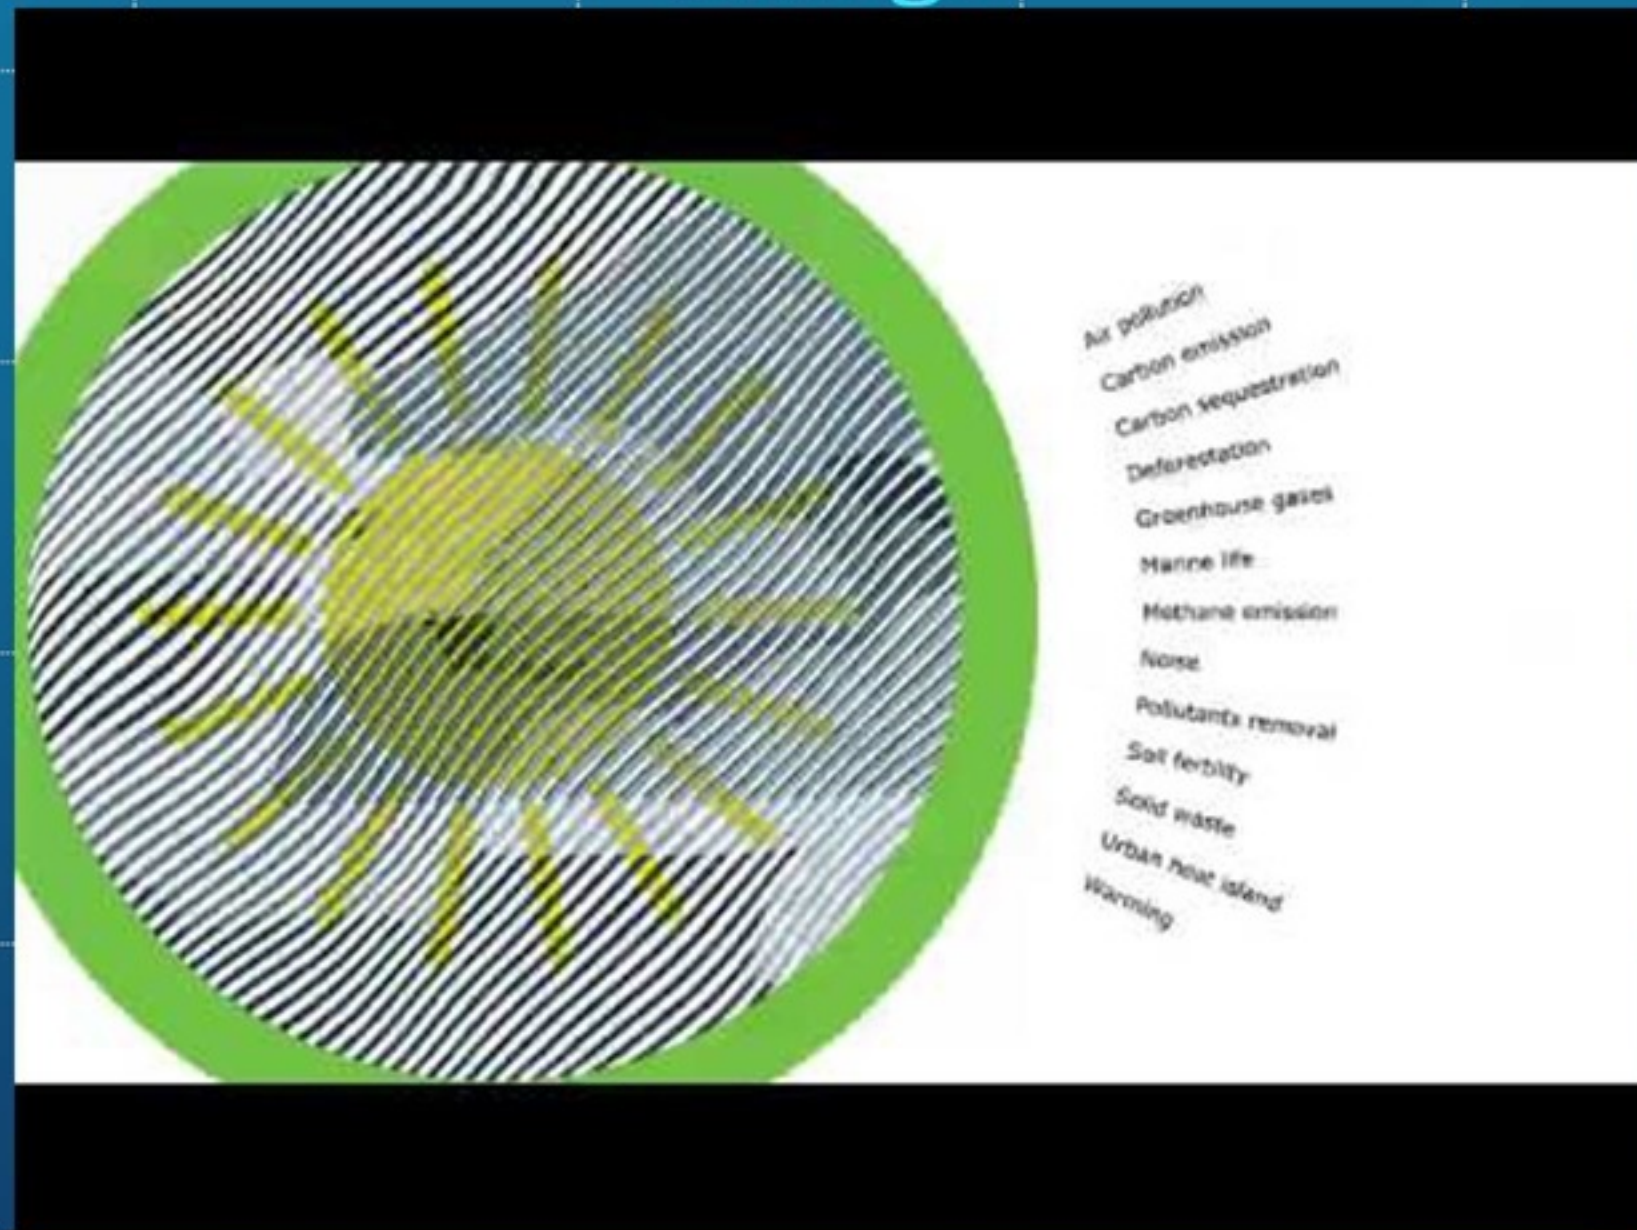 Air pollution
Carbon emission
Carbon sequestration
Deforestation
Greenhouse gases
Marine life
Methane emission
Noise
Pollutants removal
Soil fertility
Solid waste
Urban heat island
Warming